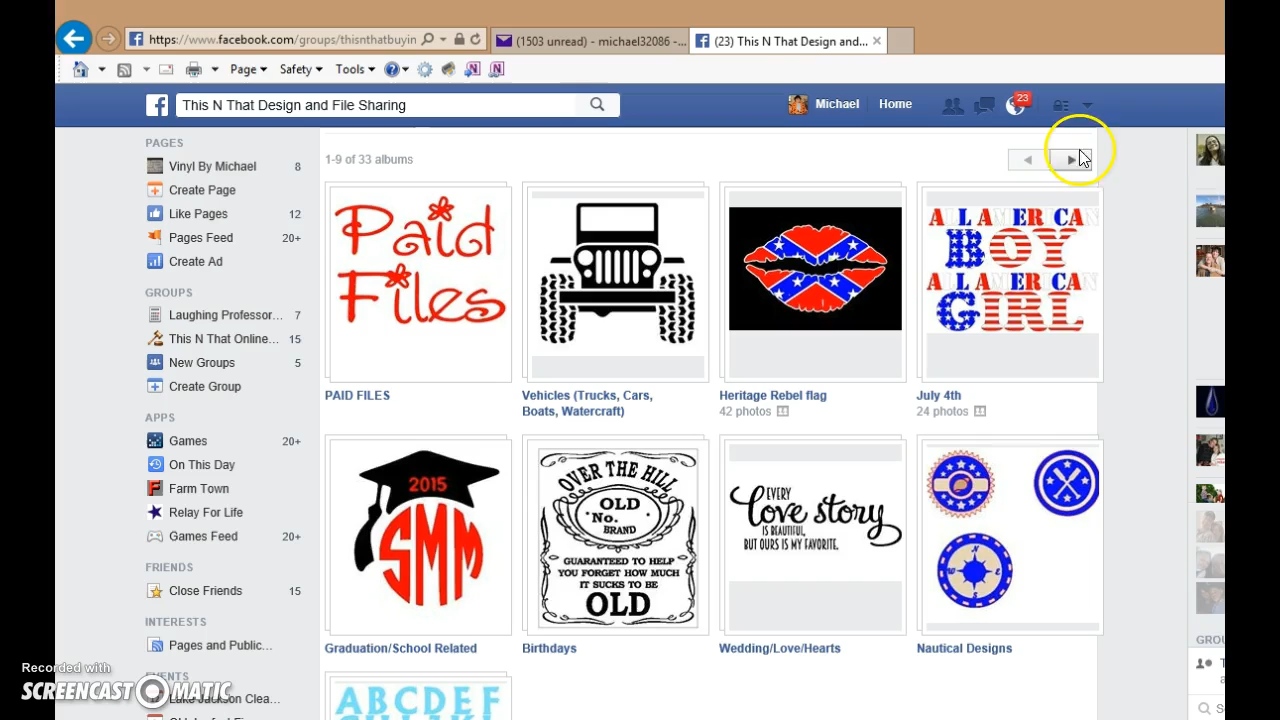 https://www.facebook.com/groups/thisnthatbuyin
(1503 unread) - michael32086 -...
(23) This N That Design and...
Page
Safety
Tools
This N That Design and File Sharing
Michael
Home
23
PAGES
Vinyl By Michael 8
Create Page
Like Pages 12
Pages Feed 20+
Create Ad
GROUPS
Laughing Professor... 7
This N That Online... 15
New Groups 5
Create Group
APPS
Games 20+
On This Day
Farm Town
Relay For Life
Games Feed 20+
FRIENDS
Close Friends 15
INTERESTS
Pages and Public...
EVENTS
Lake Jackson Clea...
1-9 of 33 albums
Paid
Files
PAID FILES
Vehicles (Trucks, Cars,
Boats, Watercraft)
Heritage Rebel flag
42 photos
ALL AMERICAN
BOY
ALL AMERICAN
GIRL
July 4th
24 photos
2015
SMM
Graduation/School Related
OVER THE HILL
OLD
No.
BRAND
GUARANTEED TO HELP
YOU FORGET HOW MUCH
IT SUCKS TO BE
OLD
Birthdays
EVERY
love story
IS BEAUTIFUL,
BUT OURS IS MY FAVORITE.
Wedding/Love/Hearts
Nautical Designs
ABCDEF
GROU
Recorded with
SCREENCAST-O-MATIC